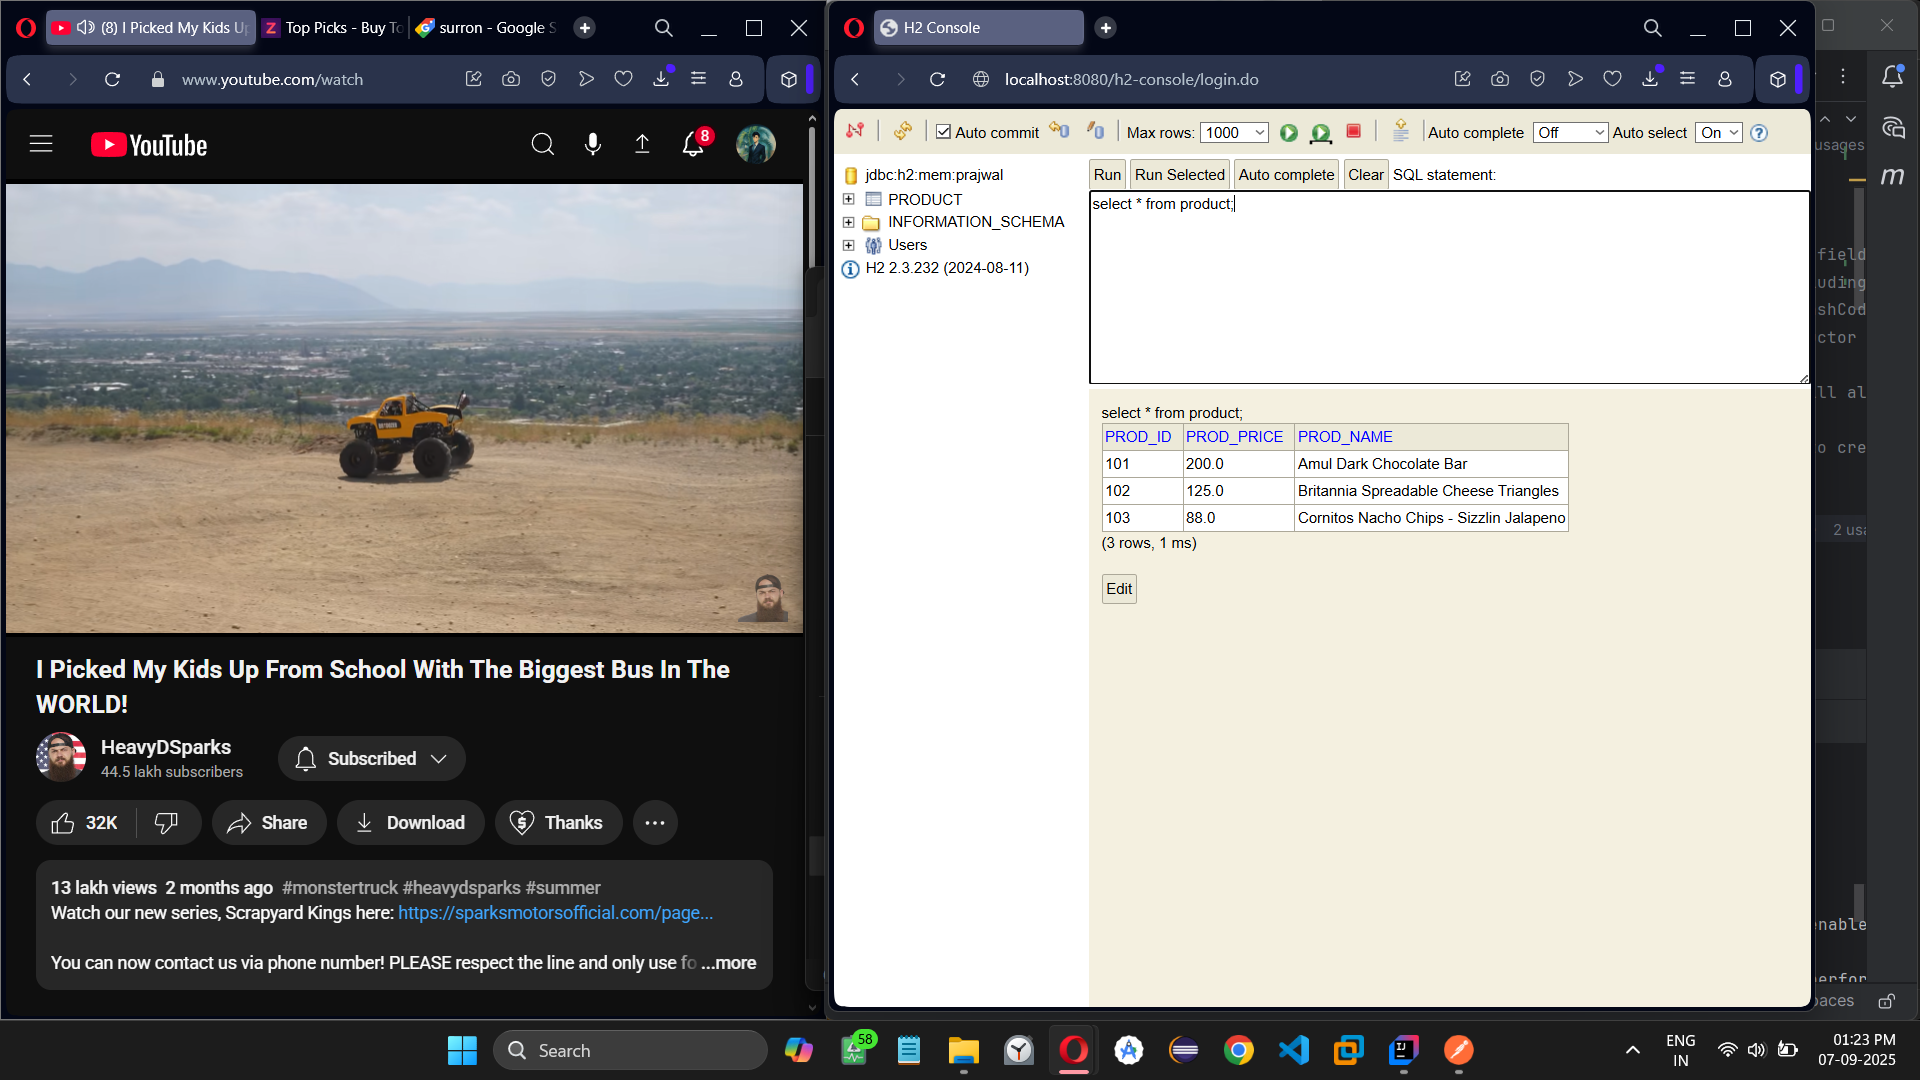 (8) I Picked My Kids Up
Top Picks - Buy To
surron - Google S
www.youtube.com/watch
YouTube
8
I Picked My Kids Up From School With The Biggest Bus In The
WORLD!
HeavyDSparks
44.5 lakh subscribers
Subscribed
32K
Share
Download
Thanks
13 lakh views 2 months ago #monstertruck #heavydsparks #summer
Watch our new series, Scrapyard Kings here: https://sparksmotorsofficial.com/page...
You can now contact us via phone number! PLEASE respect the line and only use fo ...more
H2 Console
localhost:8080/h2-console/login.do
Auto commit
Max rows: 1000
Auto complete Off
Auto select On
jdbc:h2:mem:prajwal
PRODUCT
INFORMATION_SCHEMA
Users
H2 2.3.232 (2024-08-11)
Run
Run Selected
Auto complete
Clear
SQL statement:
select * from product;
select * from product;
PROD_ID PROD_PRICE PROD_NAME
101 200.0 Amul Dark Chocolate Bar
102 125.0 Britannia Spreadable Cheese Triangles
103 88.0 Cornitos Nacho Chips - Sizzlin Jalapeno
(3 rows, 1 ms)
Edit
usages
field
uding
shCod
ctor
ll al
o cre
2 usa
enable
erfor
paces
m
Search
58
ENG
IN
01:23 PM
07-09-2025